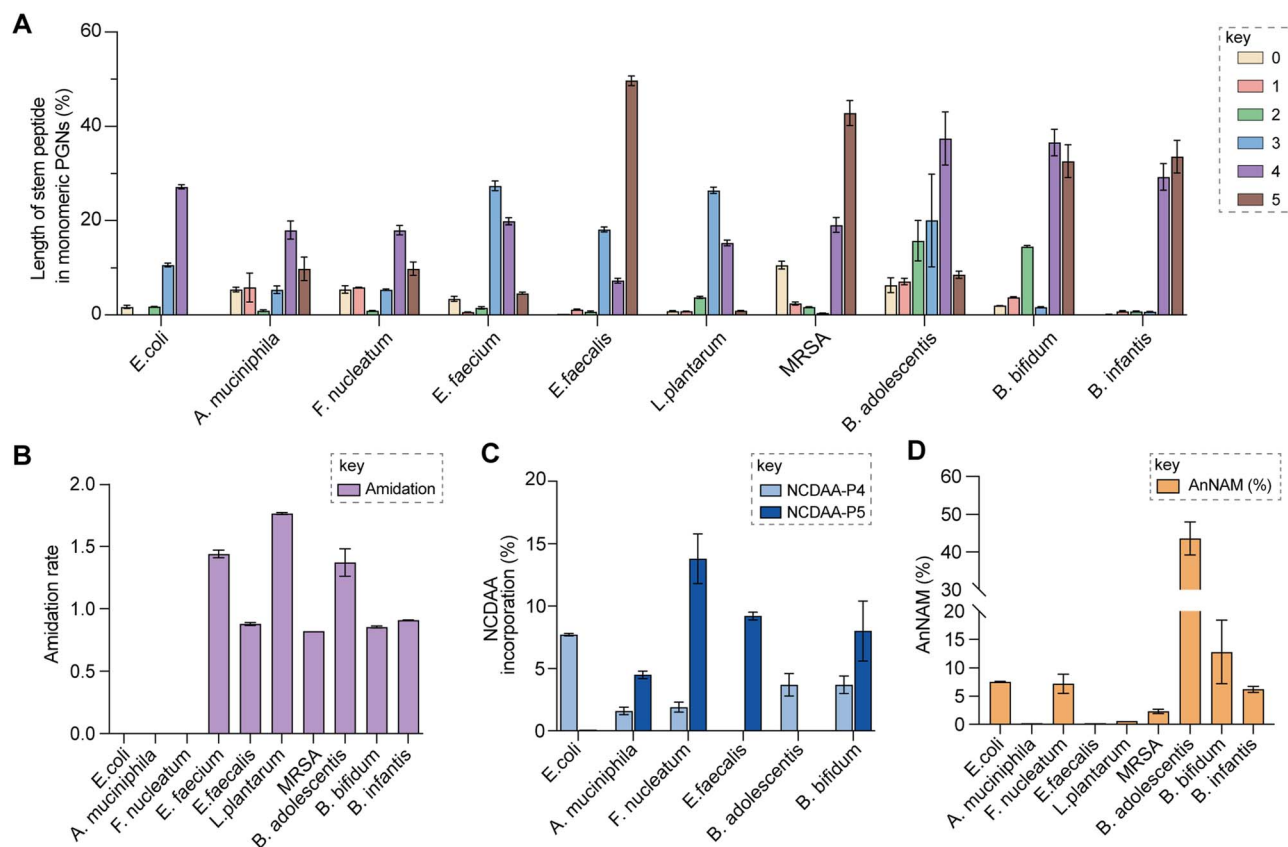 A
Length of stem peptide
in monomeric PGNs (%)
60
40
20
0
E.coli
A. muciniphila
F. nucleatum
E. faecium
E.faecalis
L.plantarum
MRSA
B. adolescentis
B. bifidum
B. infantis
key
0
1
2
3
4
5
B
key
Amidation
Amidation rate
2.0
1.5
1.0
0.5
0.0
E.coli
A. muciniphila
F. nucleatum
E. faecium
E.faecalis
L.plantarum
MRSA
B. adolescentis
B. bifidum
B. infantis
C
key
NCDAA-P4
NCDAA-P5
NCDAA
incorporation (%)
20
15
10
5
0
E.coli
A. muciniphila
F. nucleatum
E.faecalis
B. adolescentis
B. bifidum
D
key
AnNAM (%)
AnNAM (%)
60
50
40
30
20
15
10
5
0
E.coli
A. muciniphila
F. nucleatum
E.faecalis
L.plantarum
MRSA
B. adolescentis
B. bifidum
B. infantis